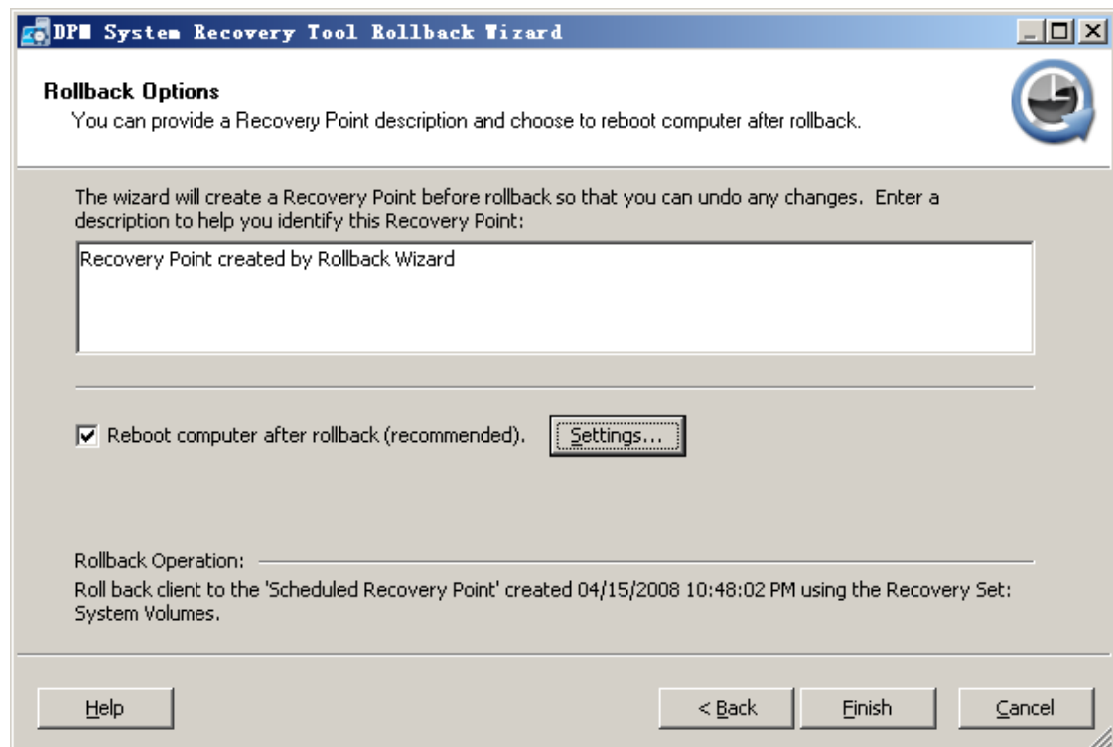 DPM System Recovery Tool Rollback Wizard
Rollback Options
You can provide a Recovery Point description and choose to reboot computer after rollback.
The wizard will create a Recovery Point before rollback so that you can undo any changes. Enter a
description to help you identify this Recovery Point:
Recovery Point created by Rollback Wizard
Reboot computer after rollback (recommended).
Settings...
Rollback Operation:
Roll back client to the 'Scheduled Recovery Point' created 04/15/2008 10:48:02 PM using the Recovery Set:
System Volumes.
Help
< Back
Finish
Cancel